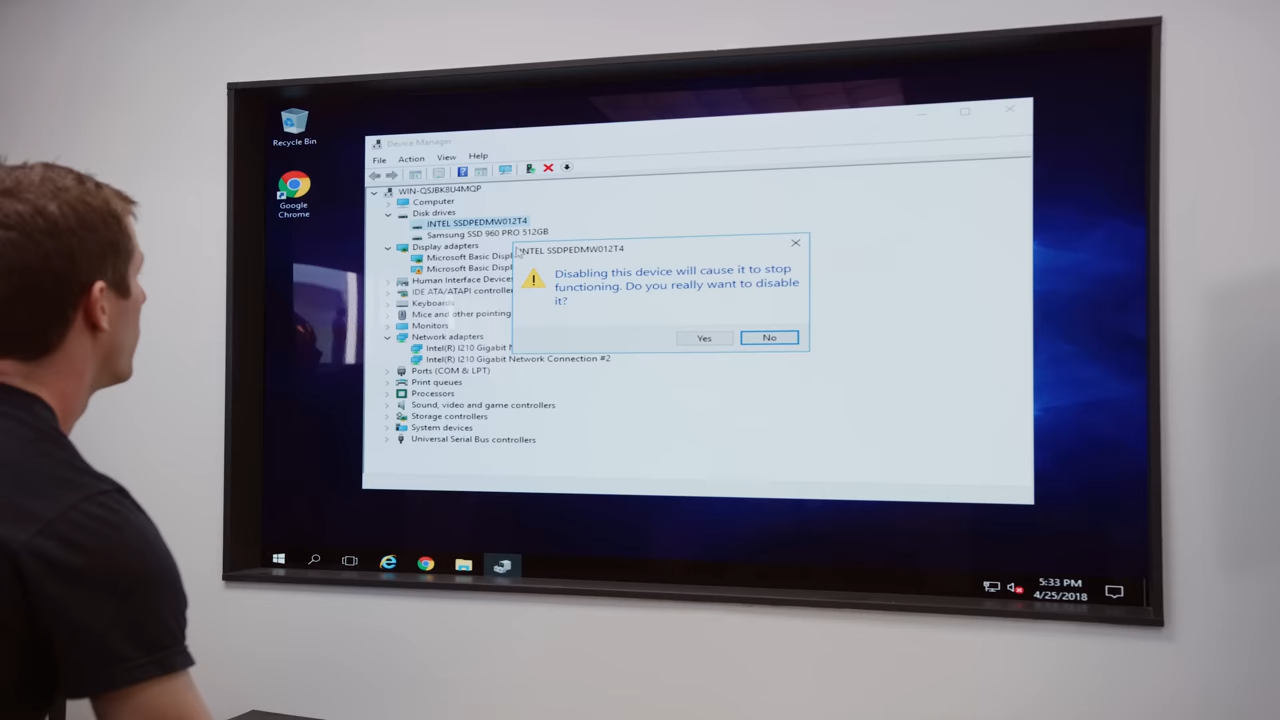 Recycle Bin
Google
Chrome
Device Manager
File Action View Help
WIN-Q5JBK8U4MQP
Computer
Disk drives
INTEL SSDPEDMW012T4
Samsung SSD 960 PRO 512GB
Display adapters
Microsoft Basic Displ
Microsoft Basic Displ
Human Interface Devices
IDE ATA/ATAPI controller
Keyboards
Mice and other pointing
Monitors
Network adapters
Intel(R) I210 Gigabit N
Intel(R) I210 Gigabit Network Connection #2
Ports (COM & LPT)
Print queues
Processors
Sound, video and game controllers
Storage controllers
System devices
Universal Serial Bus controllers
INTEL SSDPEDMW012T4
Disabling this device will cause it to stop
functioning. Do you really want to disable
it?
Yes No
5:33 PM
4/25/2018